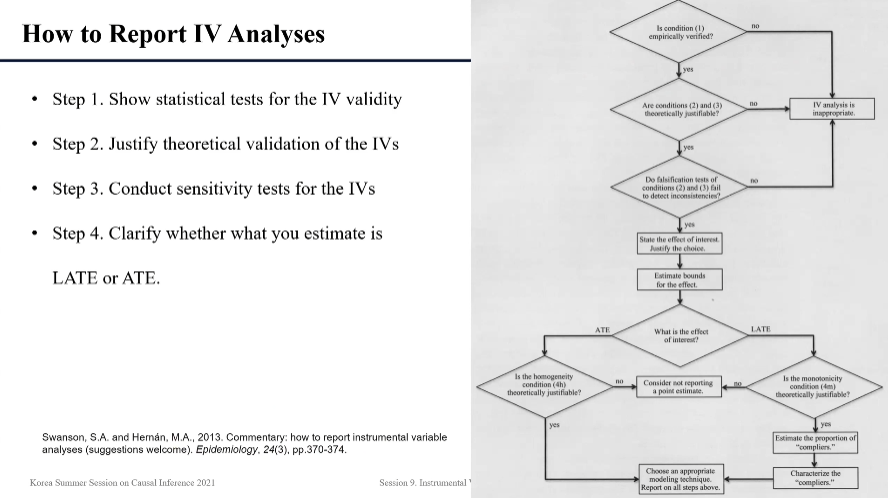 How to Report IV Analyses
• Step 1. Show statistical tests for the IV validity
• Step 2. Justify theoretical validation of the IVs
• Step 3. Conduct sensitivity tests for the IVs
• Step 4. Clarify whether what you estimate is
LATE or ATE.
Swanson, S.A. and Hernán, M.A., 2013. Commentary: how to report instrumental variable
analyses (suggestions welcome). Epidemiology, 24(3), pp.370-374.
Korea Summer Session on Causal Inference 2021
Session 9. Instrumental
Is condition (1)
empirically verified?
no
yes
Are conditions (2) and (3)
theoretically justifiable?
no
IV analysis is
inappropriate.
yes
Do falsification tests of
conditions (2) and (3) fail
to detect inconsistencies?
no
yes
State the effect of interest.
Justify the choice.
Estimate bounds
for the effect.
ATE
What is the effect
of interest?
LATE
Is the homogeneity
condition (4h)
theoretically justifiable?
no
Consider not reporting
a point estimate.
no
Is the monotonicity
condition (4m)
theoretically justifiable?
yes
yes
Estimate the proportion of
“compliers.”
Choose an appropriate
modeling technique.
Report on all steps above.
Characterize the
“compliers.”